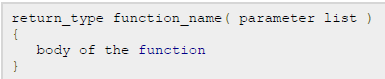 return_type function_name( parameter list )
{
body of the function
}